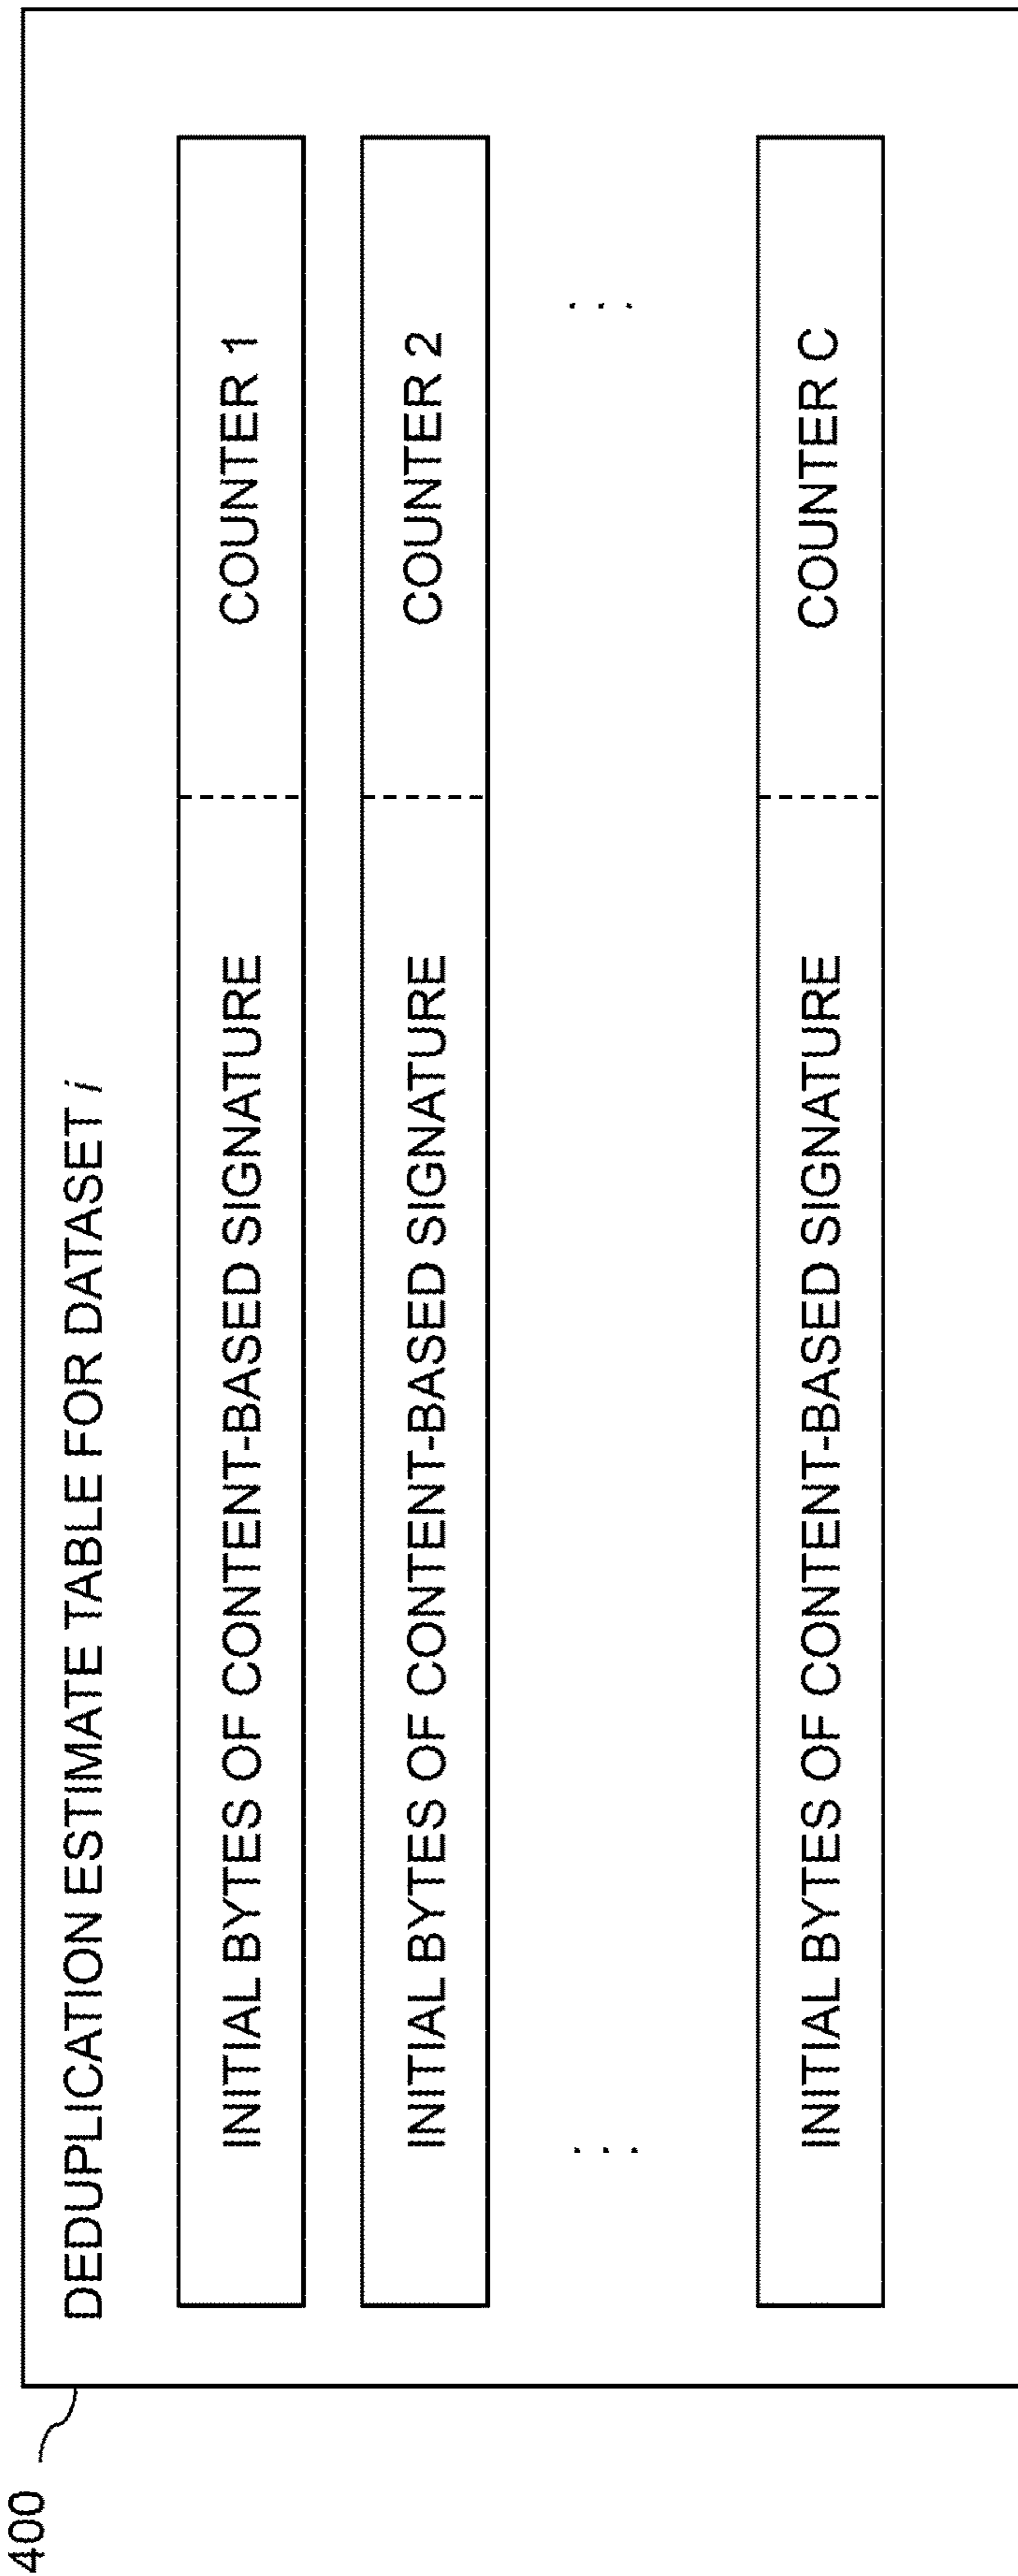 400
DEDUPLICATION ESTIMATE TABLE FOR DATASET i
INITIAL BYTES OF CONTENT-BASED SIGNATURE COUNTER 1
INITIAL BYTES OF CONTENT-BASED SIGNATURE COUNTER 2
. . . . . .
INITIAL BYTES OF CONTENT-BASED SIGNATURE COUNTER C